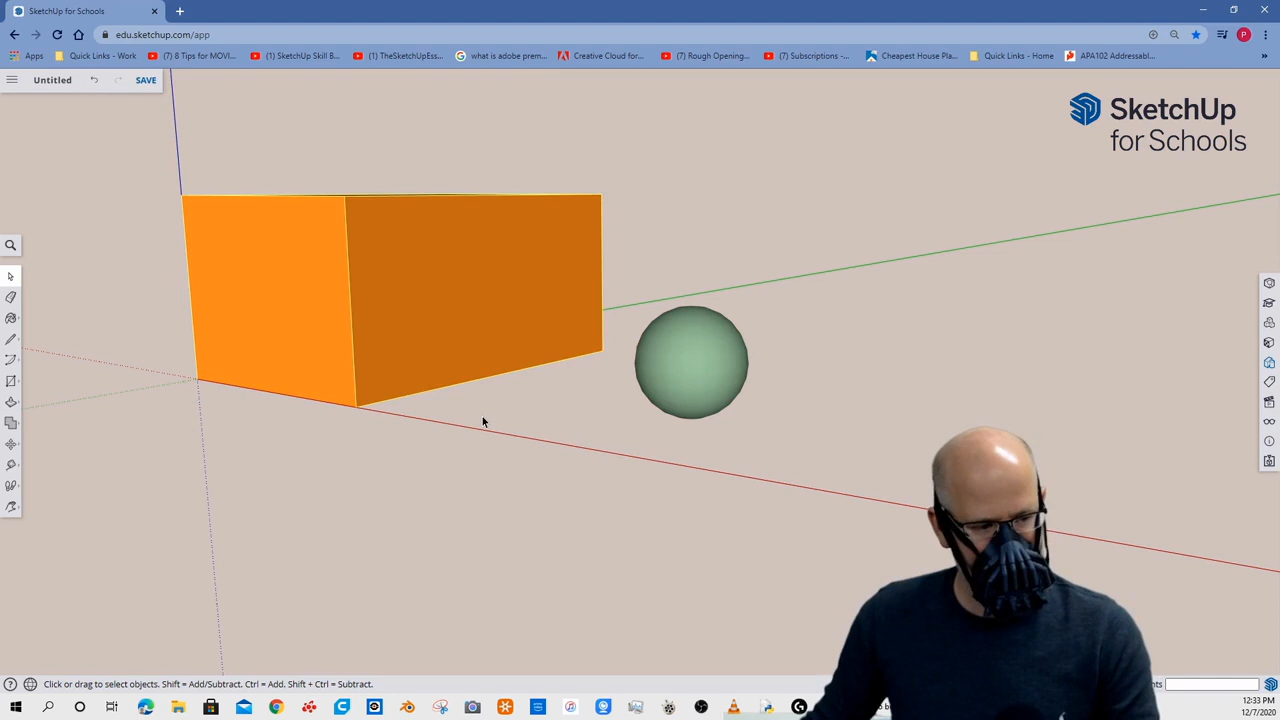 SketchUp for Schools
edu.sketchup.com/app
P
Apps Quick Links - Work (7) 8 Tips for MOVI... (1) SketchUp Skill B... (1) TheSketchUpEss... what is adobe prem... Creative Cloud for... (7) Rough Opening... (7) Subscriptions -... Cheapest House Pla... Quick Links - Home APA102 Addressabl... »
Untitled SAVE
SketchUp
for Schools
Click or drag to select objects. Shift = Add/Subtract. Ctrl = Add. Shift + Ctrl = Subtract.
12:33 PM
12/7/2020